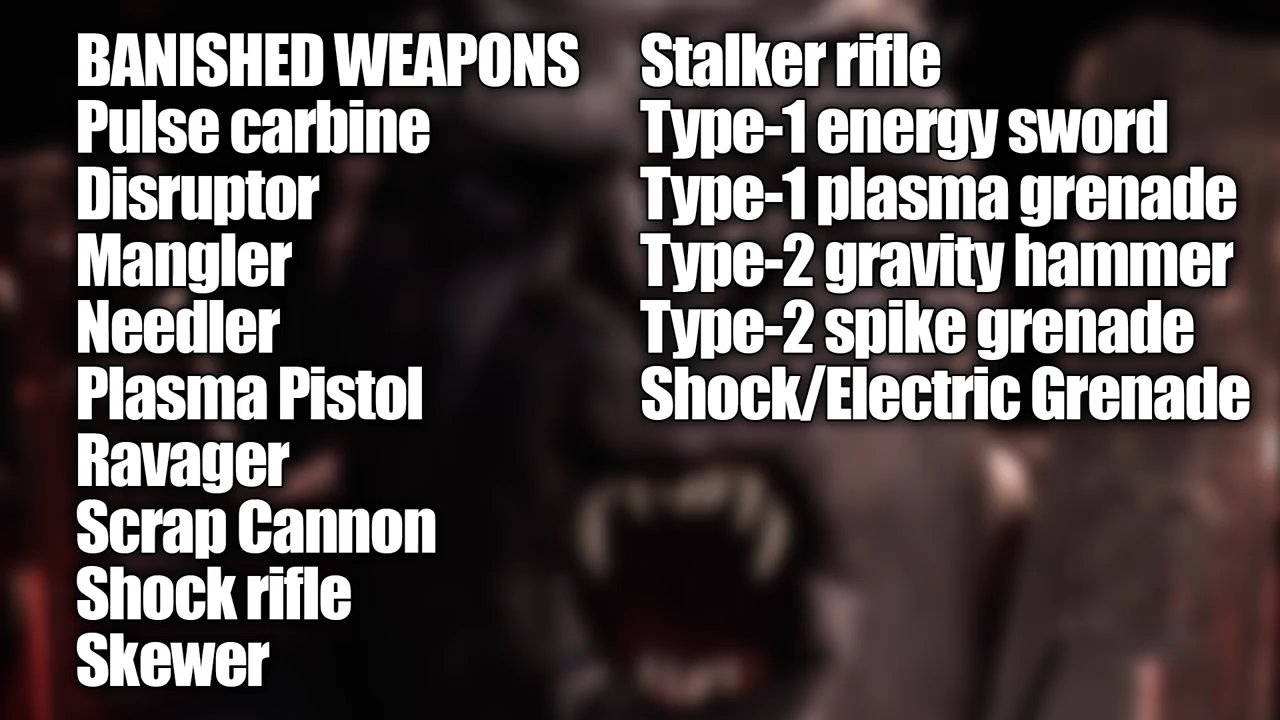 BANISHED WEAPONS
Pulse carbine
Disruptor
Mangler
Needler
Plasma Pistol
Ravager
Scrap Cannon
Shock rifle
Skewer
Stalker rifle
Type-1 energy sword
Type-1 plasma grenade
Type-2 gravity hammer
Type-2 spike grenade
Shock/Electric Grenade